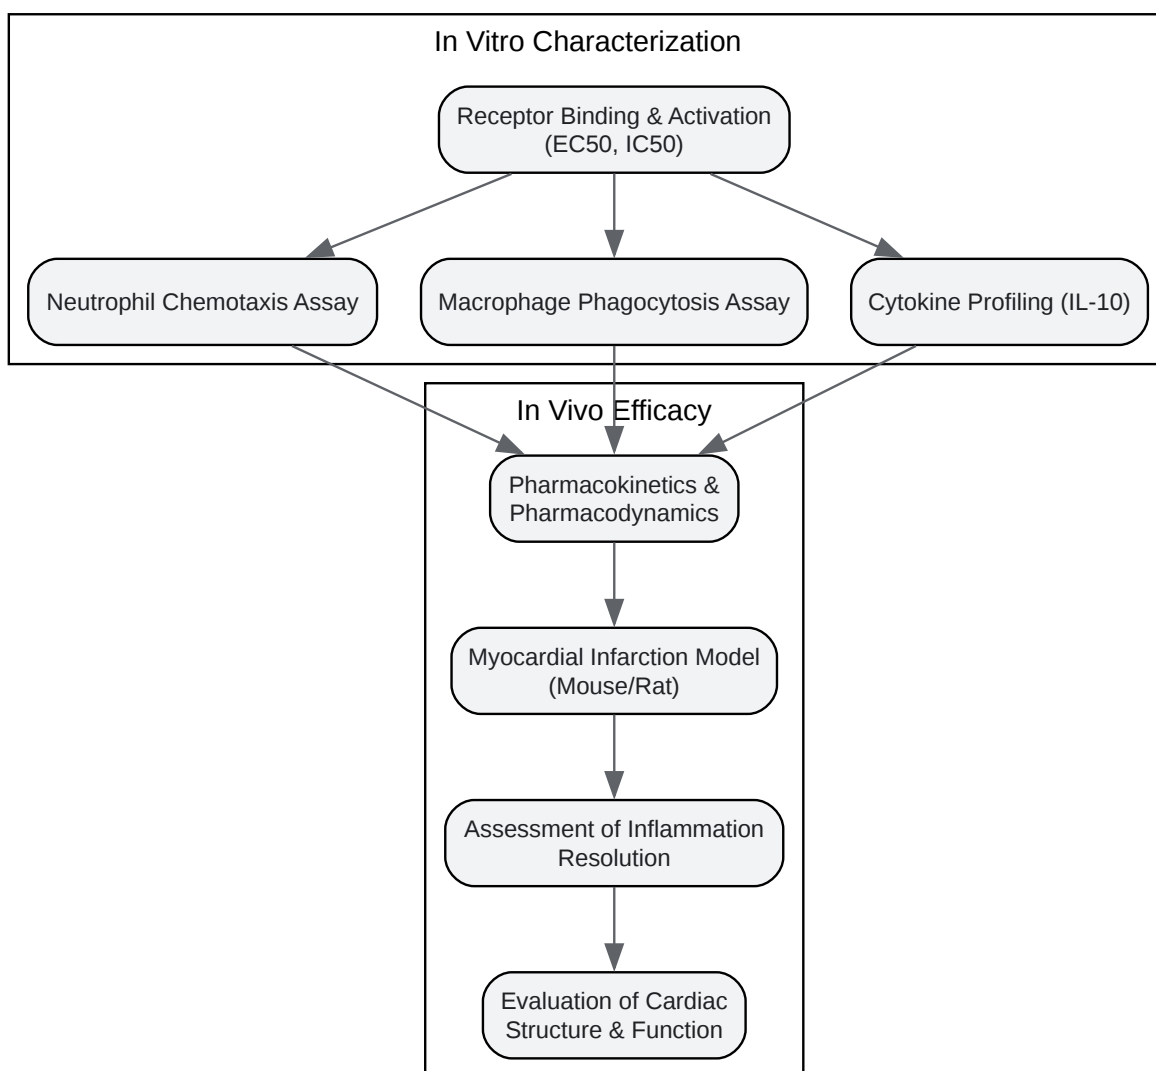 In Vitro Characterization
Receptor Binding & Activation
(EC50, IC50)
Neutrophil Chemotaxis Assay
Macrophage Phagocytosis Assay
Cytokine Profiling (IL-10)
In Vivo Efficacy
Pharmacokinetics &
Pharmacodynamics
Myocardial Infarction Model
(Mouse/Rat)
Assessment of Inflammation
Resolution
Evaluation of Cardiac
Structure & Function